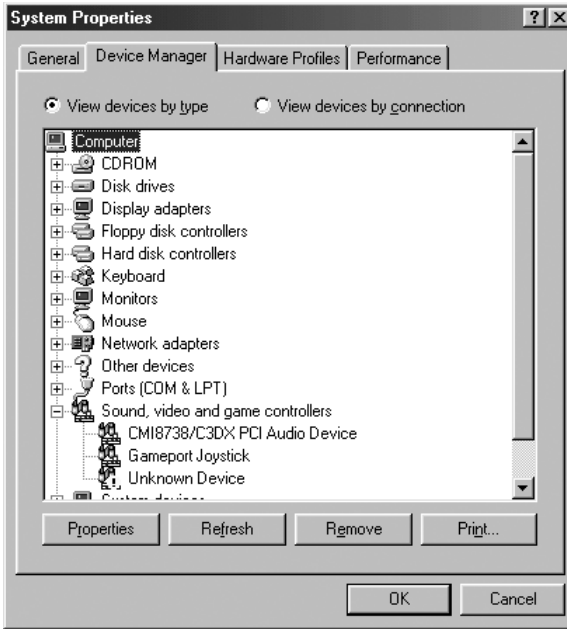 System Properties
General Device Manager Hardware Profiles Performance
View devices by type View devices by connection
Computer
CDROM
Disk drives
Display adapters
Floppy disk controllers
Hard disk controllers
Keyboard
Monitors
Mouse
Network adapters
Other devices
Ports (COM & LPT)
Sound, video and game controllers
CMI8738/C3DX PCI Audio Device
Gameport Joystick
Unknown Device
System devices
Properties Refresh Remove Print...
OK Cancel